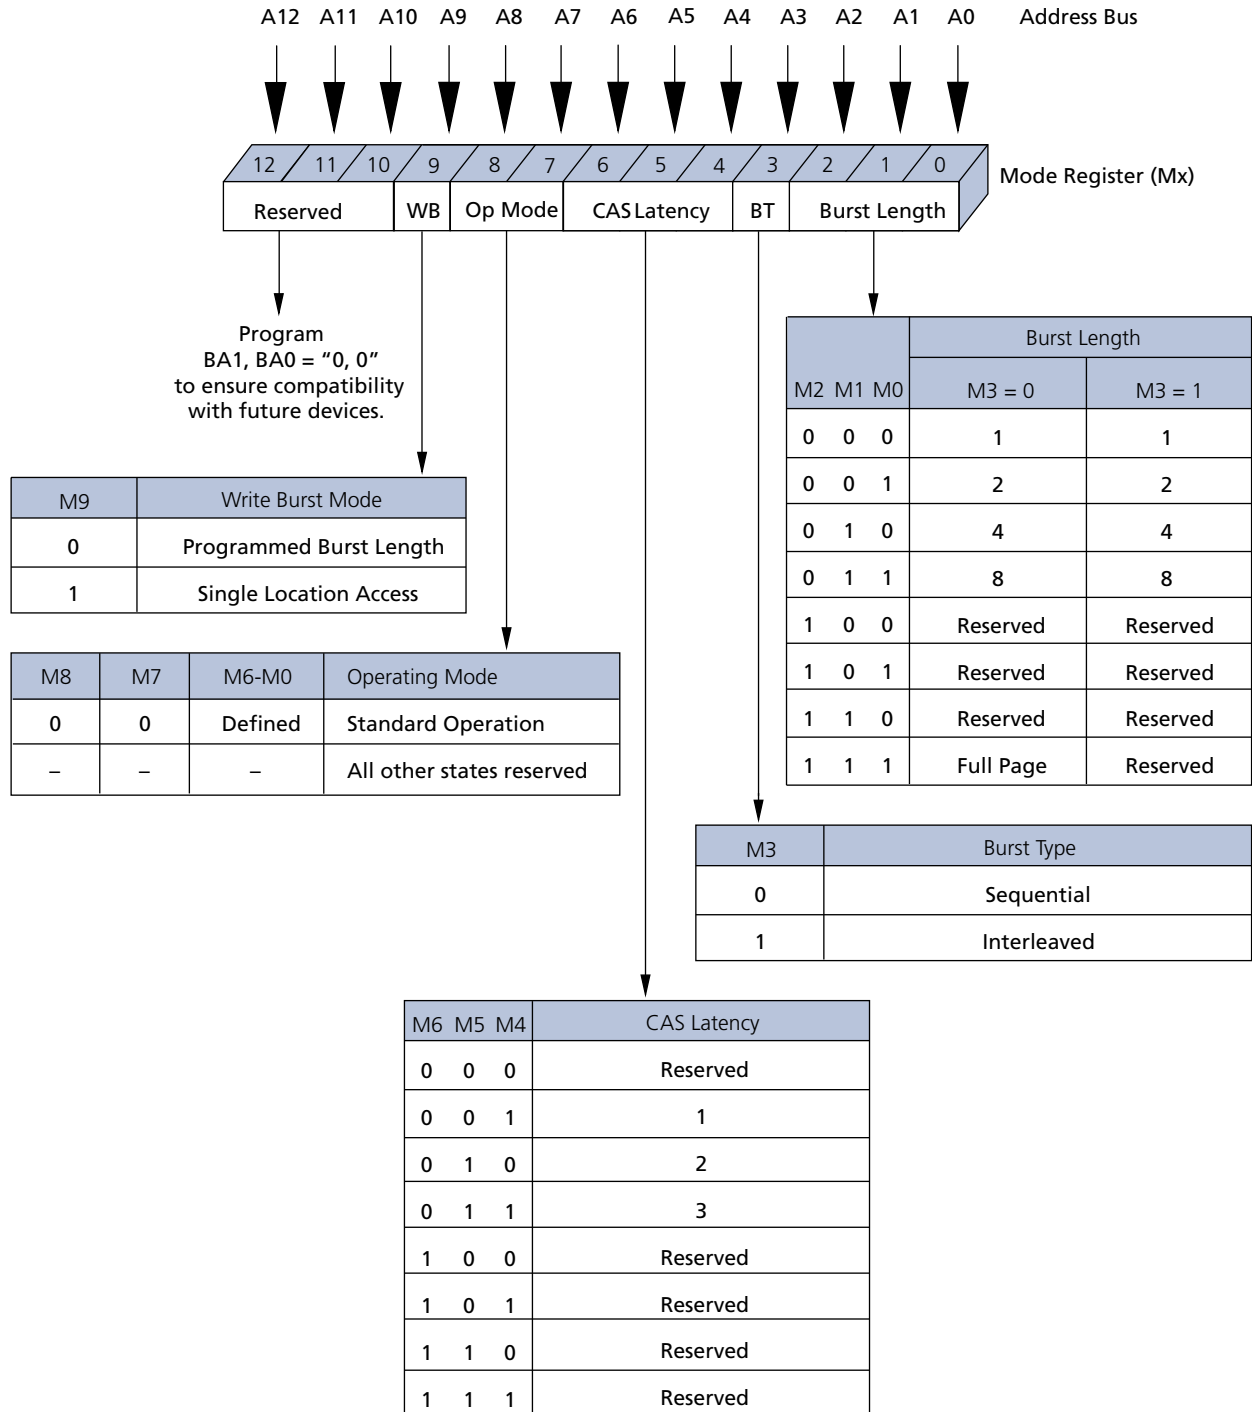 A12 A11 A10 A9 A8 A7 A6 A5 A4 A3 A2 A1 A0 Address Bus
12 11 10 9 8 7 6 5 4 3 2 1 0
Mode Register (Mx)
Reserved WB Op Mode CAS Latency BT Burst Length
Program
BA1, BA0 = “0, 0”
to ensure compatibility
with future devices.
Burst Length
M2 M1 M0 M3 = 0 M3 = 1
0 0 0 1 1
0 0 1 2 2
0 1 0 4 4
0 1 1 8 8
1 0 0 Reserved Reserved
1 0 1 Reserved Reserved
1 1 0 Reserved Reserved
1 1 1 Full Page Reserved
M9 Write Burst Mode
0 Programmed Burst Length
1 Single Location Access
M8 M7 M6-M0 Operating Mode
0 0 Defined Standard Operation
– – – All other states reserved
M3 Burst Type
0 Sequential
1 Interleaved
M6 M5 M4 CAS Latency
0 0 0 Reserved
0 0 1 1
0 1 0 2
0 1 1 3
1 0 0 Reserved
1 0 1 Reserved
1 1 0 Reserved
1 1 1 Reserved